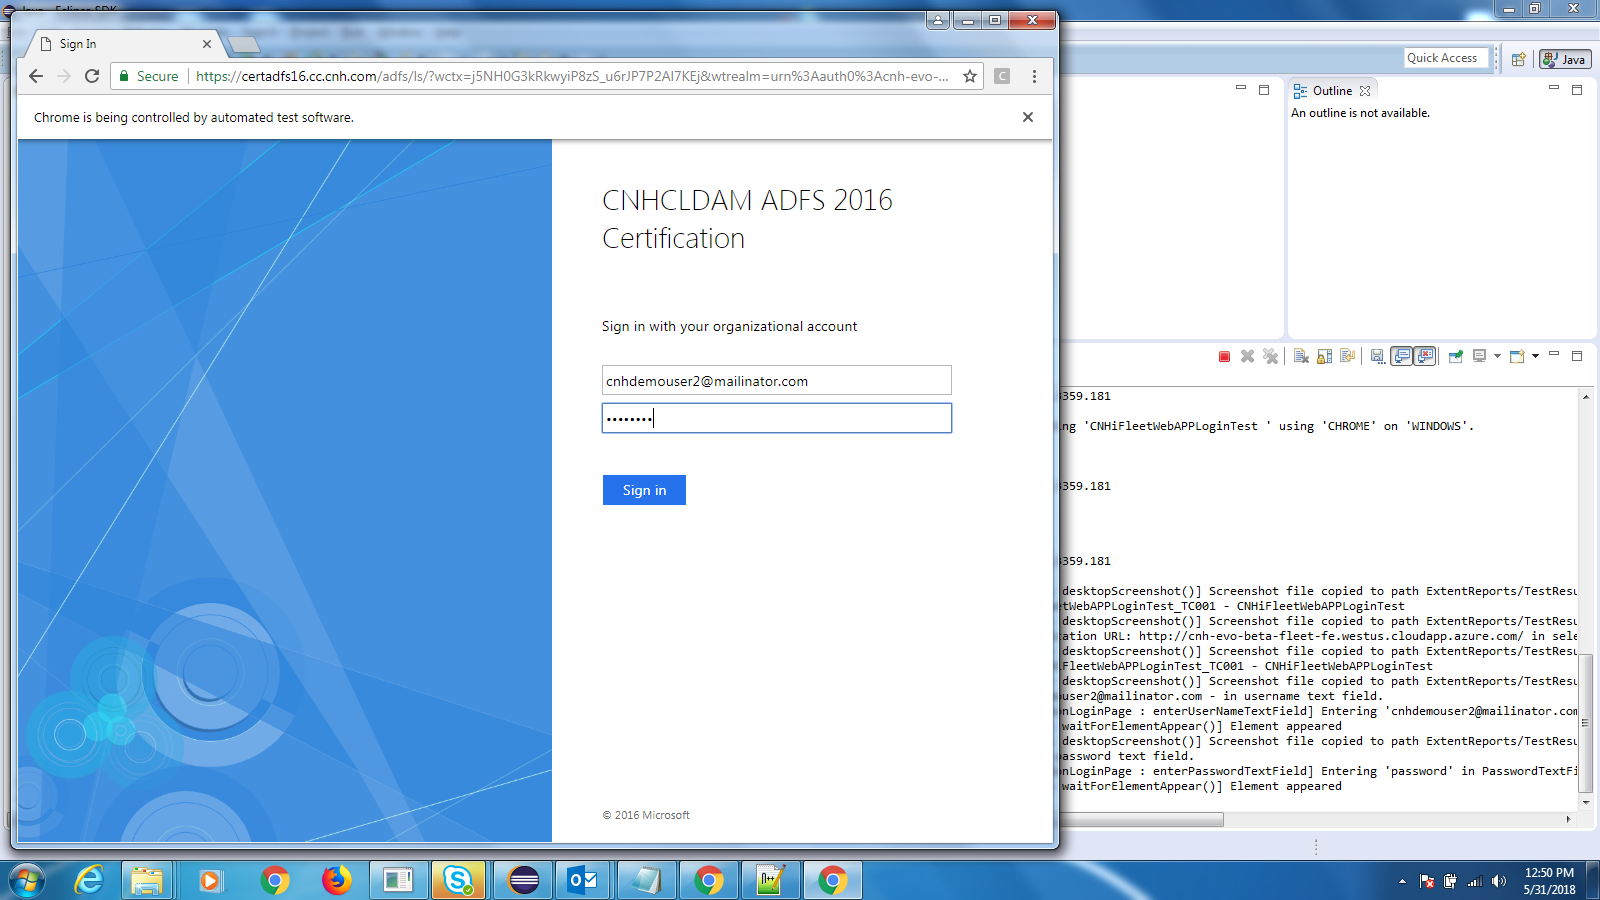 Sign In
Secure
https://certadfs16.cc.cnh.com/adfs/ls/?wctx=j5NH0G3kRkwyiP8zS_u6rJP7P2Al7KEj&wtrealm=urn%3Aauth0%3Acnh-evo-...
C
Chrome is being controlled by automated test software.
CNHCLDAM ADFS 2016
Certification
Sign in with your organizational account
cnhdemouser2@mailinator.com
••••••••
Sign in
© 2016 Microsoft
Quick Access
Java
Outline
An outline is not available.
359.181
ng 'CNHiFleetWebAPPLoginTest ' using 'CHROME' on 'WINDOWS'.
359.181
359.181
desktopScreenshot()] Screenshot file copied to path ExtentReports/TestResu
etWebAPPLoginTest_TC001 - CNHiFleetWebAPPLoginTest
desktopScreenshot()] Screenshot file copied to path ExtentReports/TestResu
tation URL: http://cnh-evo-beta-fleet-fe.westus.cloudapp.azure.com/ in sele
desktopScreenshot()] Screenshot file copied to path ExtentReports/TestResu
FleetWebAPPLoginTest_TC001 - CNHiFleetWebAPPLoginTest
desktopScreenshot()] Screenshot file copied to path ExtentReports/TestResu
user2@mailinator.com - in username text field.
onLoginPage : enterUserNameTextField] Entering 'cnhdemouser2@mailinator.com
waitForElementAppear()] Element appeared
desktopScreenshot()] Screenshot file copied to path ExtentReports/TestResu
password text field.
onLoginPage : enterPasswordTextField] Entering 'password' in PasswordTextFi
waitForElementAppear()] Element appeared
12:50 PM
5/31/2018